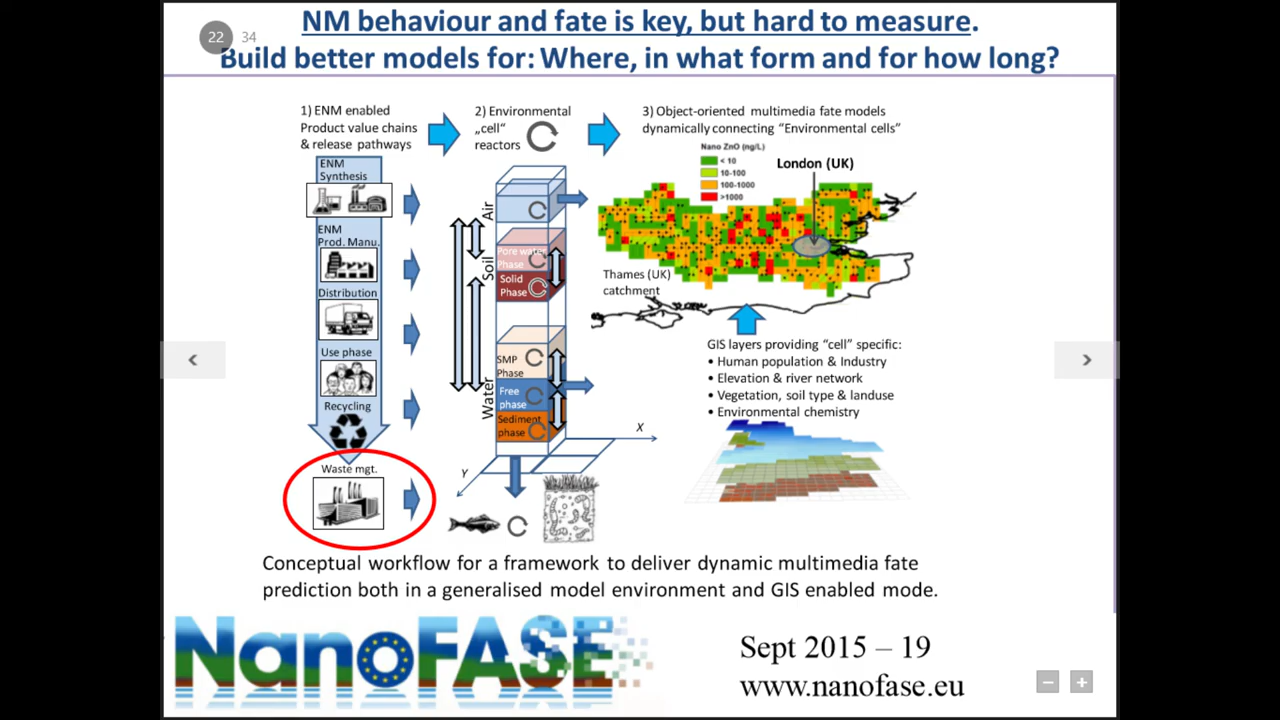 NM behaviour and fate is key, but hard to measure.
22 34
Build better models for: Where, in what form and for how long?
1) ENM enabled
Product value chains
& release pathways
2) Environmental
„cell“
reactors
3) Object-oriented multimedia fate models
dynamically connecting “Environmental cells”
ENM
Synthesis
ENM
Prod. Manu.
Distribution
Use phase
Recycling
Waste mgt.
Air
Soil
Water
Pore water
Phase
Solid
Phase
SMP
Phase
Free
phase
Sediment
phase
X
Y
Nano ZnO (ng/L)
< 10
10-100
100-1000
>1000
London (UK)
Thames (UK)
catchment
GIS layers providing “cell” specific:
• Human population & Industry
• Elevation & river network
• Vegetation, soil type & landuse
• Environmental chemistry
Conceptual workflow for a framework to deliver dynamic multimedia fate
prediction both in a generalised model environment and GIS enabled mode.
NanoFASE
Sept 2015 – 19
www.nanofase.eu